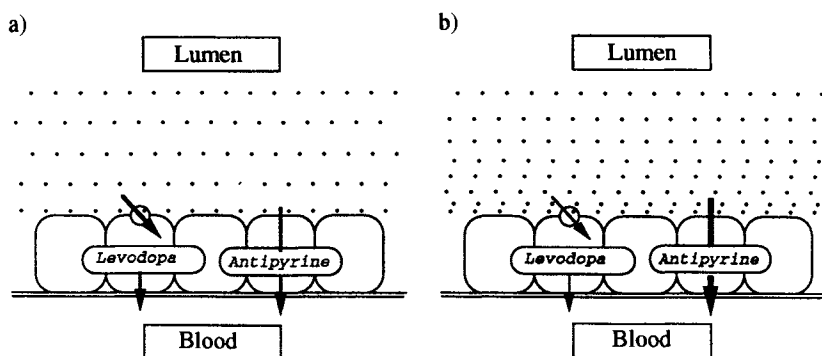 a)
Lumen
Levodopa
Antipyrine
Blood
b)
Lumen
Levodopa
Antipyrine
Blood